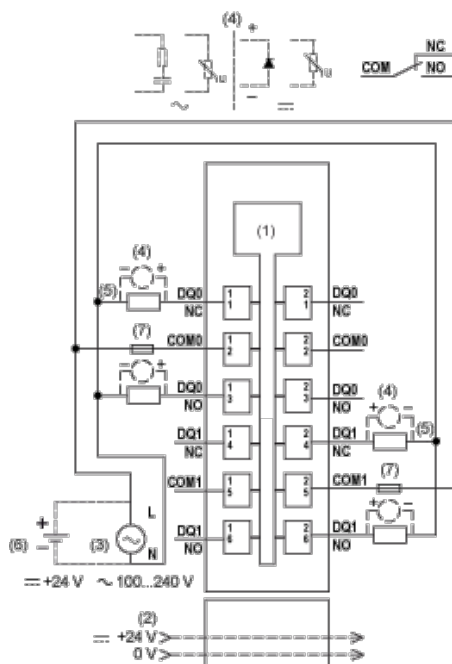 (4)
+
U
U
−
NC
COM
NO
(1)
(4)
− +
(5)
DQ0
NC
1
1
2
1
DQ0
NC
(7)
COM0
1
2
2
2
COM0
− +
DQ0
NO
1
3
2
3
DQ0
NO
(4)
+ −
DQ1
NC
1
4
2
4
DQ1
NC
(5)
COM1
1
5
2
5
COM1
(7)
L
DQ1
NO
1
6
2
6
DQ1
NO
+ −
+
(6)
−
(3)
N
+24 V
~ 100...240 V
(2)
+24 V
0 V